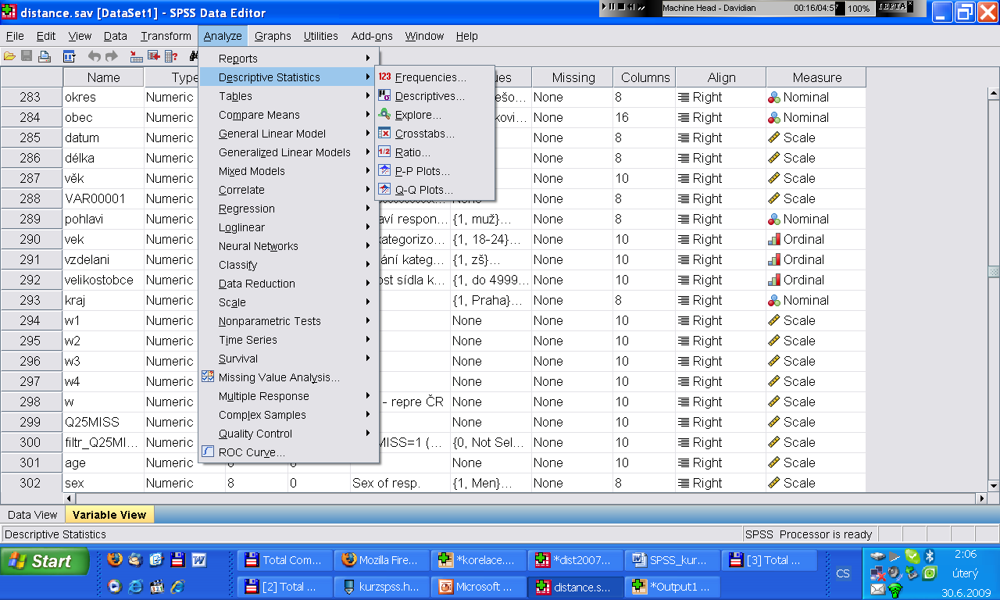 distance.sav [DataSet1] - SPSS Data Editor
Machine Head - Davidian 00:16/04:57 100%
File Edit View Data Transform Analyze Graphs Utilities Add-ons Window Help
Reports
Descriptive Statistics
Tables
Compare Means
General Linear Model
Generalized Linear Models
Mixed Models
Correlate
Regression
Loglinear
Neural Networks
Classify
Data Reduction
Scale
Nonparametric Tests
Time Series
Survival
Missing Value Analysis...
Multiple Response
Complex Samples
Quality Control
ROC Curve...
123 Frequencies...
Descriptives...
Explore...
Crosstabs...
1/2 Ratio...
P-P Plots...
Q-Q Plots...
Name Type ues Missing Columns Align Measure
283 okres Numeric ešo... None 8 Right Nominal
284 obec Numeric kovi... None 16 Right Nominal
285 datum Numeric None 8 Right Scale
286 délka Numeric None 8 Right Scale
287 věk Numeric None 10 Right Scale
288 VAR00001 Numeric None None 8 Right Scale
289 pohlavi Numeric aví respon... {1, muž}... None 8 Right Nominal
290 vek Numeric kategorizo... {1, 18-24}... None 10 Right Ordinal
291 vzdelani Numeric ání kateg... {1, zš}... None 10 Right Ordinal
292 velikostobce Numeric ost sídla k... {1, do 4999... None 10 Right Ordinal
293 kraj Numeric {1, Praha}... None 8 Right Nominal
294 w1 Numeric None None 10 Right Scale
295 w2 Numeric None None 10 Right Scale
296 w3 Numeric None None 10 Right Scale
297 w4 Numeric None None 10 Right Scale
298 w Numeric - repre ČR None None 10 Right Scale
299 Q25MISS Numeric None None 10 Right Scale
300 filtr_Q25MI... Numeric MISS=1 (... {0, Not Sel... None 10 Right Scale
301 age Numeric None None 10 Right Scale
302 sex Numeric 8 0 Sex of resp. {1, Men}... None 8 Right Scale
Data View Variable View
Descriptive Statistics SPSS Processor is ready
Start
Total Com... Mozilla Fire... *korelace.... *dist2007... SPSS_kur... [3] Total ...
[2] Total ... kurzspss.h... Microsoft ... distance.s... *Output1 ...
CS
2:06
úterý
30.6.2009